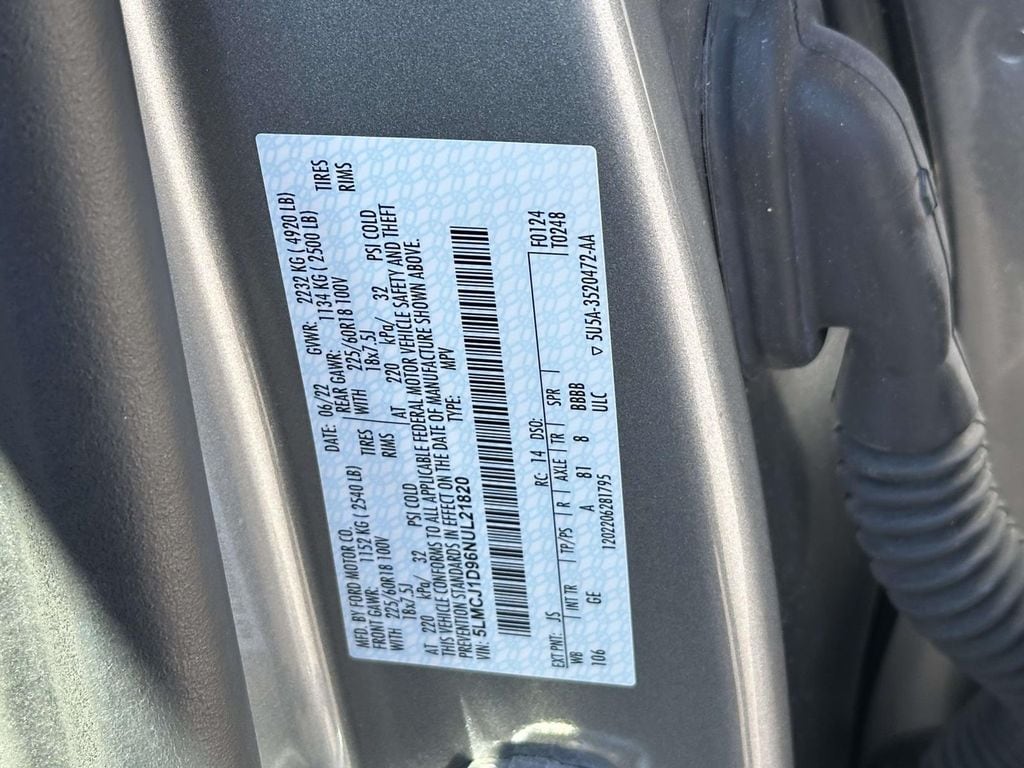 MFD. BY FORD MOTOR CO.
DATE: 06/22 GVWR: 2232 KG ( 4920 LB)
FRONT GAWR: 1152 KG ( 2540 LB) REAR GAWR: 1134 KG ( 2500 LB)
WITH 225/60R18 100V TIRES WITH 225/60R18 100V TIRES
18x7.5J RIMS 18x7.5J RIMS
AT 220 kPa/ 32 PSI COLD AT 220 kPa/ 32 PSI COLD
THIS VEHICLE CONFORMS TO ALL APPLICABLE FEDERAL MOTOR VEHICLE SAFETY AND THEFT
PREVENTION STANDARDS IN EFFECT ON THE DATE OF MANUFACTURE SHOWN ABOVE.
VIN: 5LMCJ1D96NUL21820 TYPE: MPV
F0124
T0248
EXT PNT: JS RC: 14 DSO:
WB INT TR TP/PS R AXLE TR SPR
106 GE A 81 8 BBBB
1202206281795 ULC ▽ 5U5A-3520472-AA